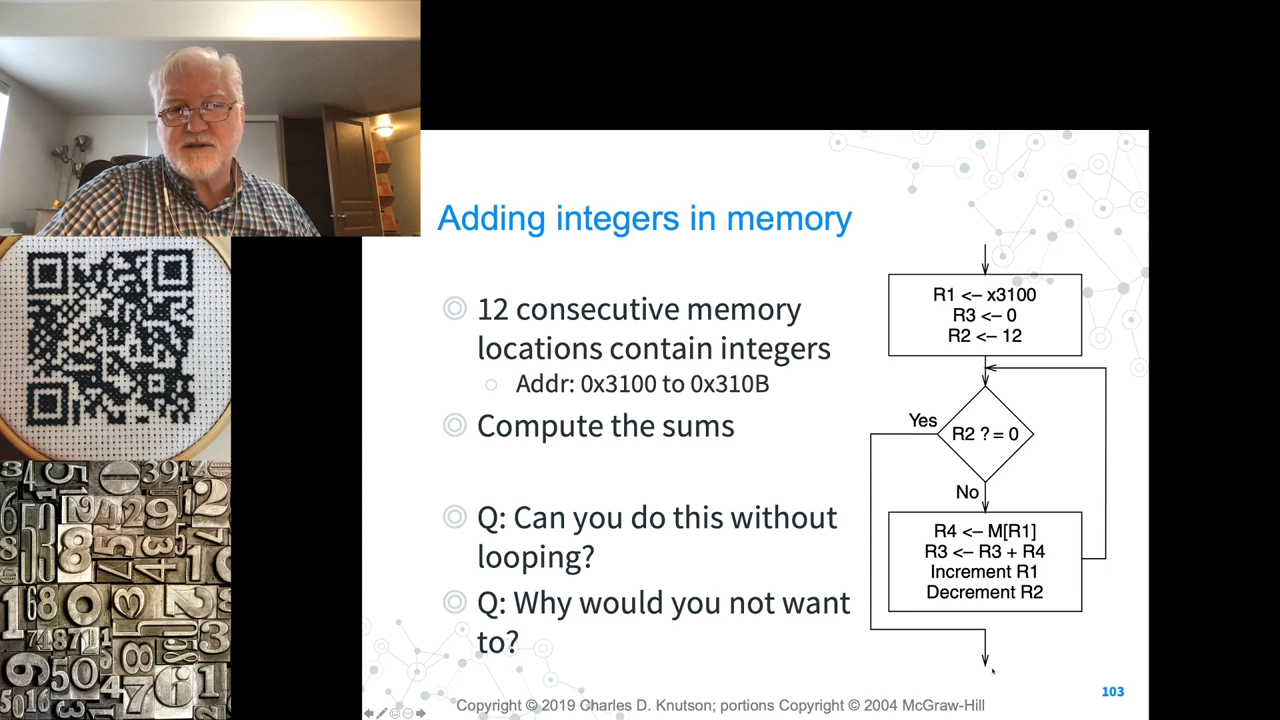 Adding integers in memory
12 consecutive memory
locations contain integers
Addr: 0x3100 to 0x310B
Compute the sums
Q: Can you do this without
looping?
Q: Why would you not want
to?
R1 <– x3100
R3 <– 0
R2 <– 12
Yes
R2 ? = 0
No
R4 <– M[R1]
R3 <– R3 + R4
Increment R1
Decrement R2
103
Copyright © 2019 Charles D. Knutson; portions Copyright © 2004 McGraw-Hill